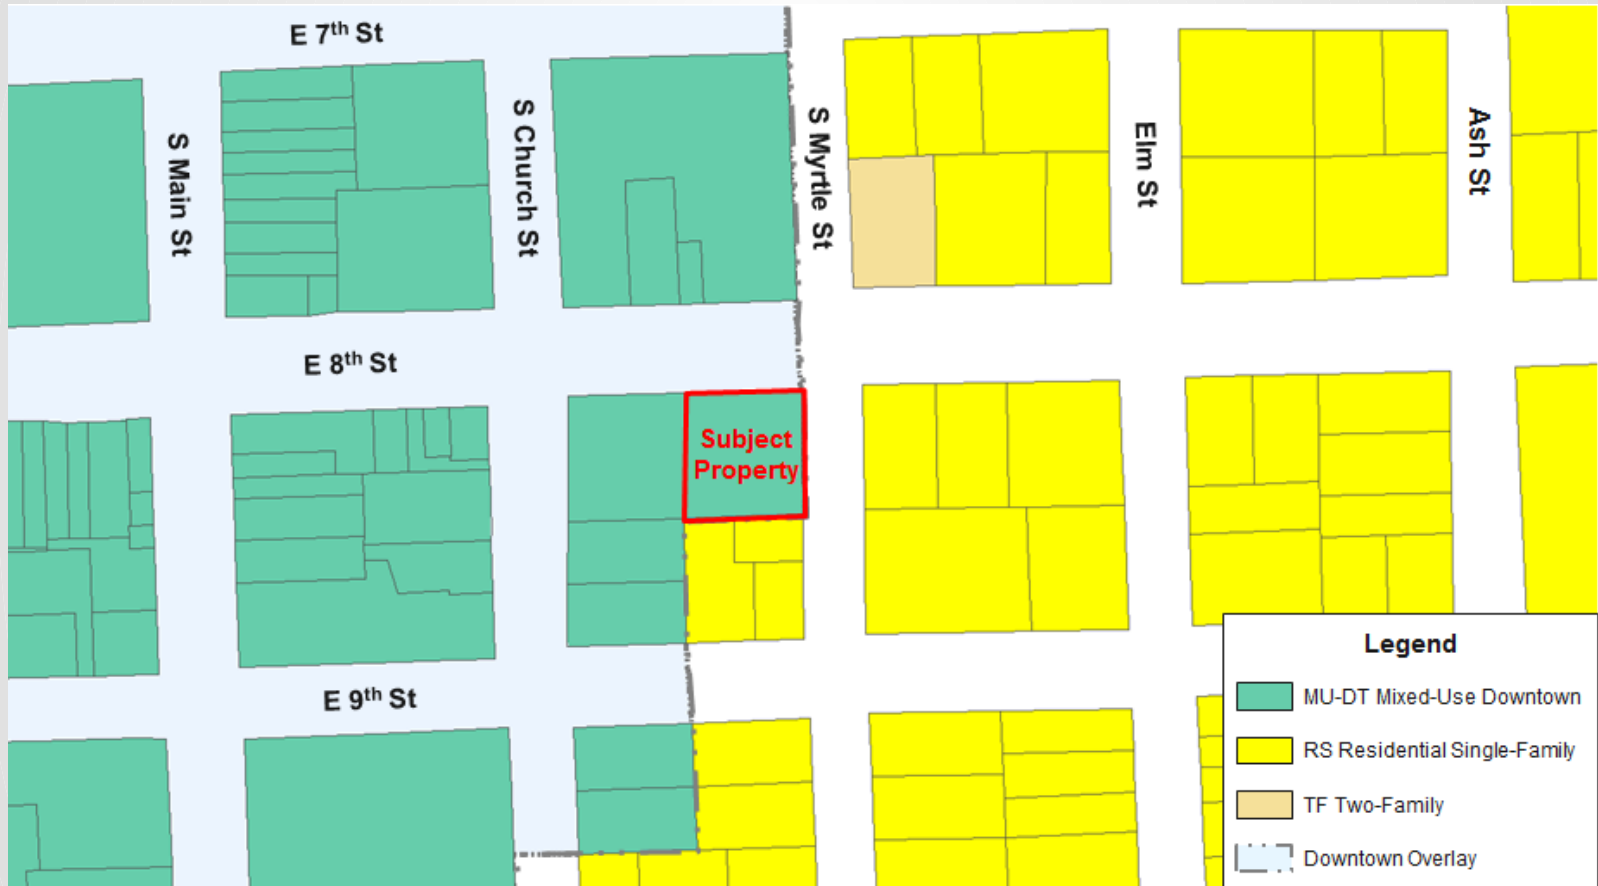 E 7th St
S Main St
S Church St
S Myrtle St
Elm St
Ash St
E 8th St
Subject
Property
E 9th St
Legend
MU-DT Mixed-Use Downtown
RS Residential Single-Family
TF Two-Family
Downtown Overlay